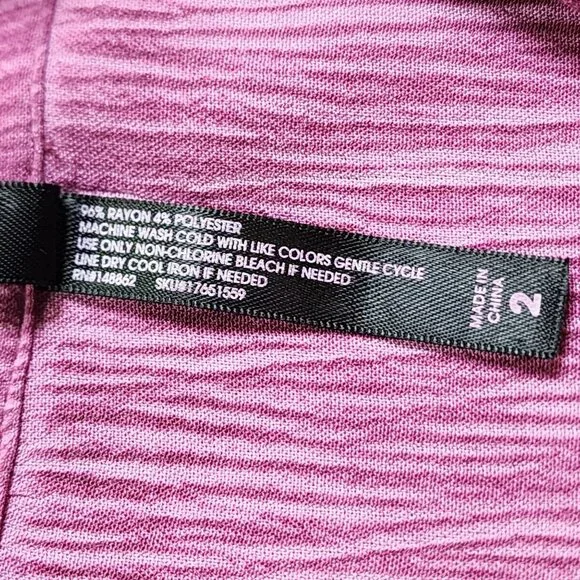 96% RAYON 4% POLYESTER
MACHINE WASH COLD WITH LIKE COLORS GENTLE CYCLE
USE ONLY NON-CHLORINE BLEACH IF NEEDED
LINE DRY COOL IRON IF NEEDED
RN#148862 SKU#17651559
MADE IN
CHINA
2